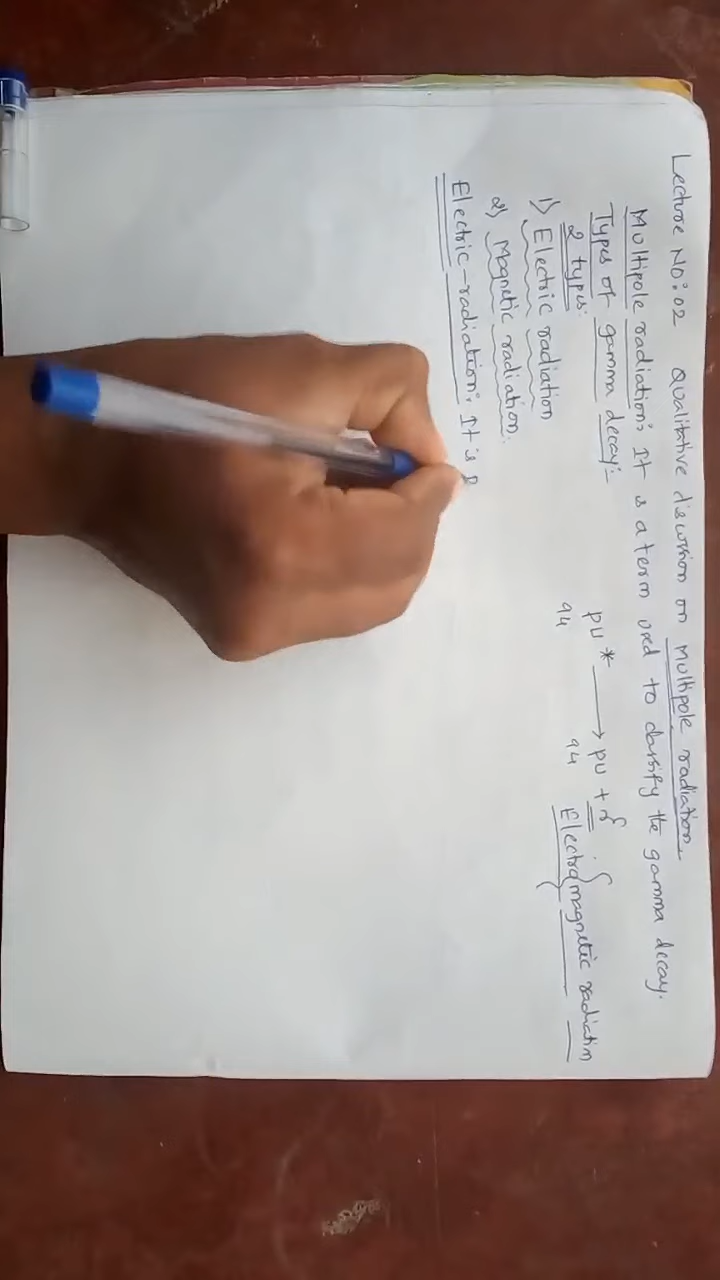 Lecture NO:02 Qualitative discussion on Multipole radiation.
Multipole radiation: It is a term used to classify the gamma decay.
Types of gamma decay:
2 types:
94 PU* → 94 PU + γ
1) Electric radiation
Electromagnetic radiatin
2) Magnetic radiation.
Electric-radiation: It is